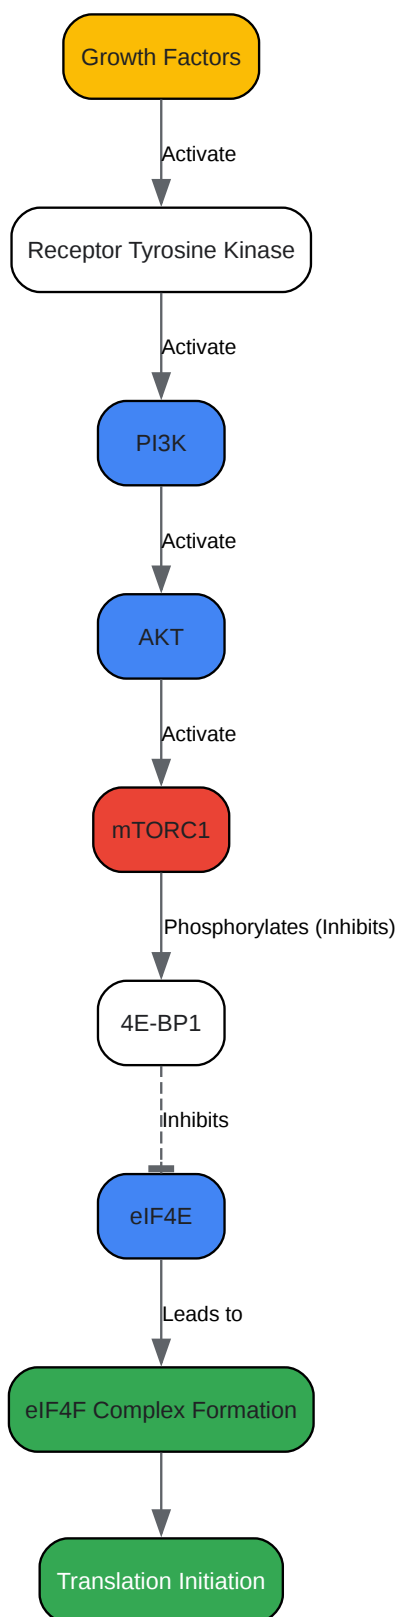 Growth Factors
Activate
Receptor Tyrosine Kinase
Activate
PI3K
Activate
AKT
Activate
mTORC1
Phosphorylates (Inhibits)
4E-BP1
Inhibits
eIF4E
Leads to
eIF4F Complex Formation
Translation Initiation